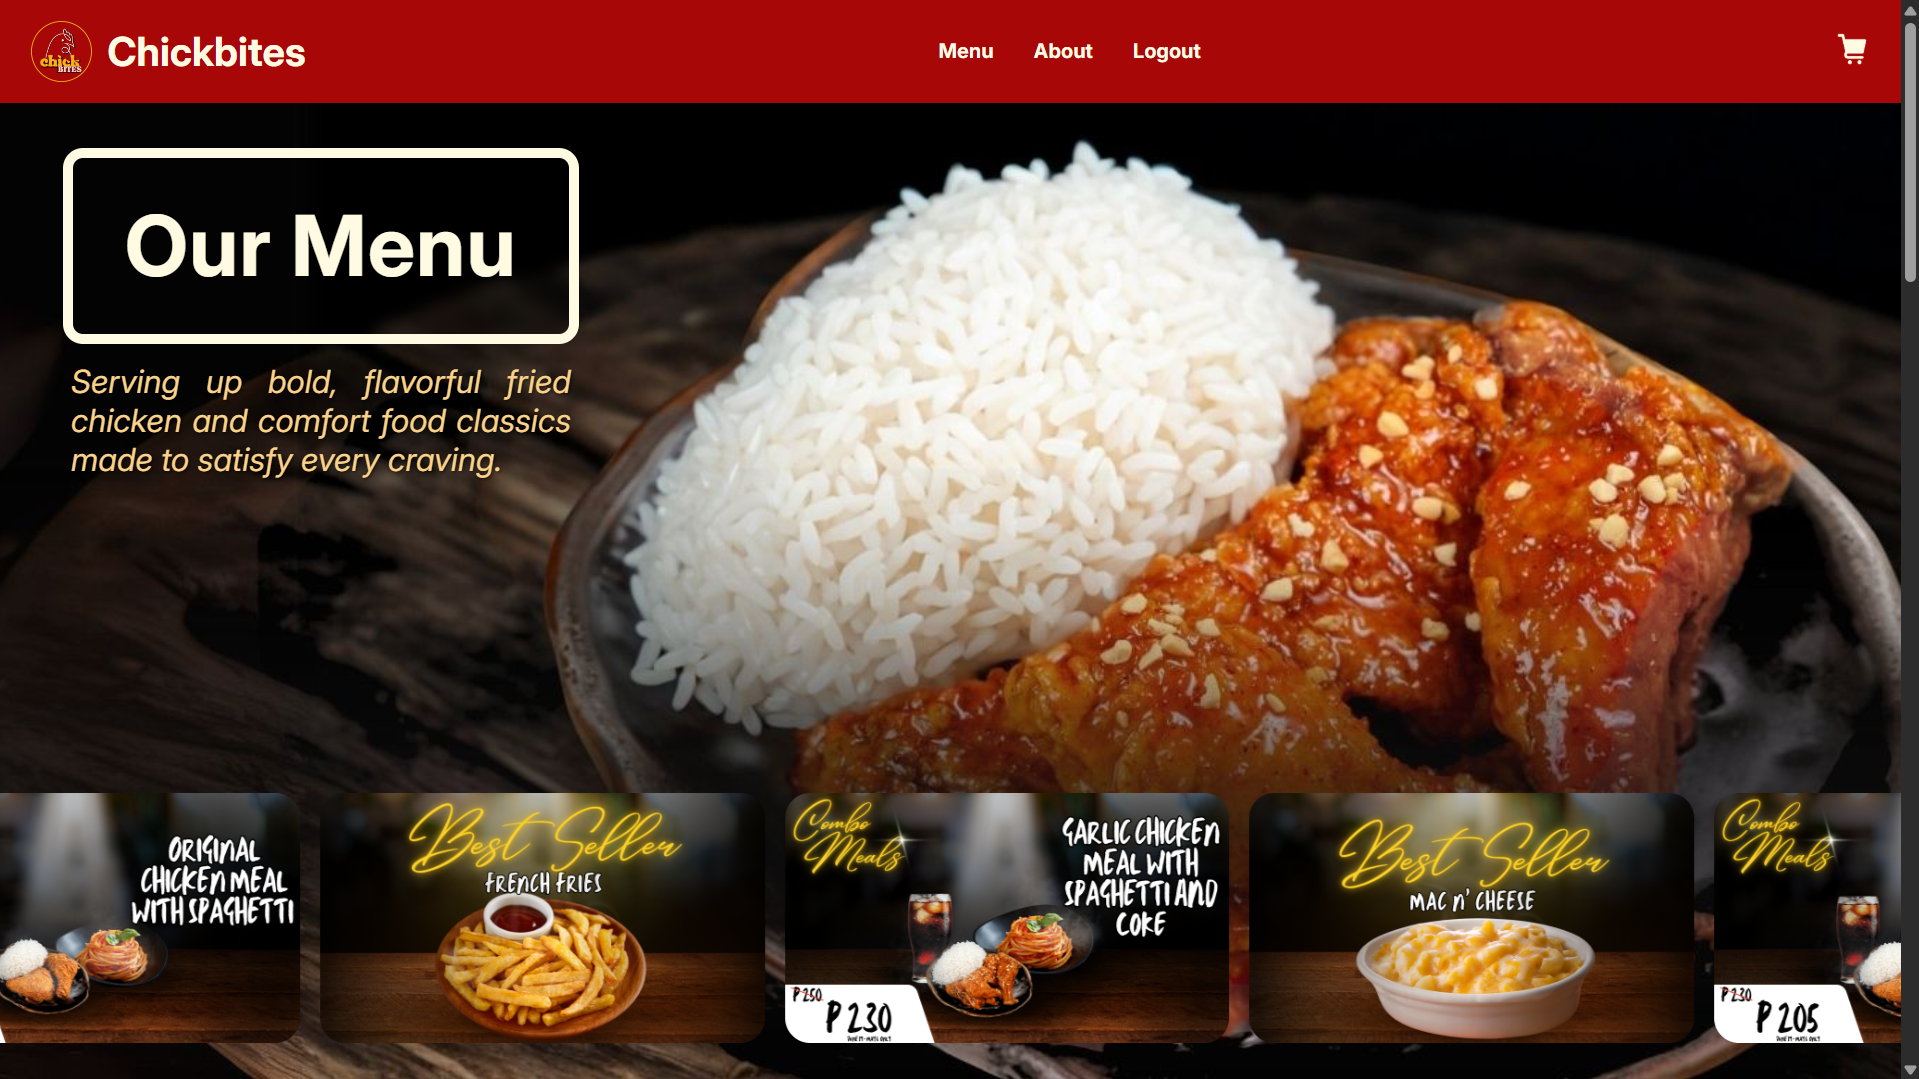 chick
BITES
Chickbites
Menu
About
Logout
Our Menu
Serving up bold, flavorful fried
chicken and comfort food classics
made to satisfy every craving.
ORIGINAL
CHICKEN MEAL
WITH SPAGHETTI
Best Seller
FRENCH FRIES
Combo
Meals
GARLIC CHICKEN
MEAL WITH
SPAGHETTI AND
COKE
P 250
P 230
Best Seller
MAC n' CHEESE
Combo
Meals
P 230
P 205